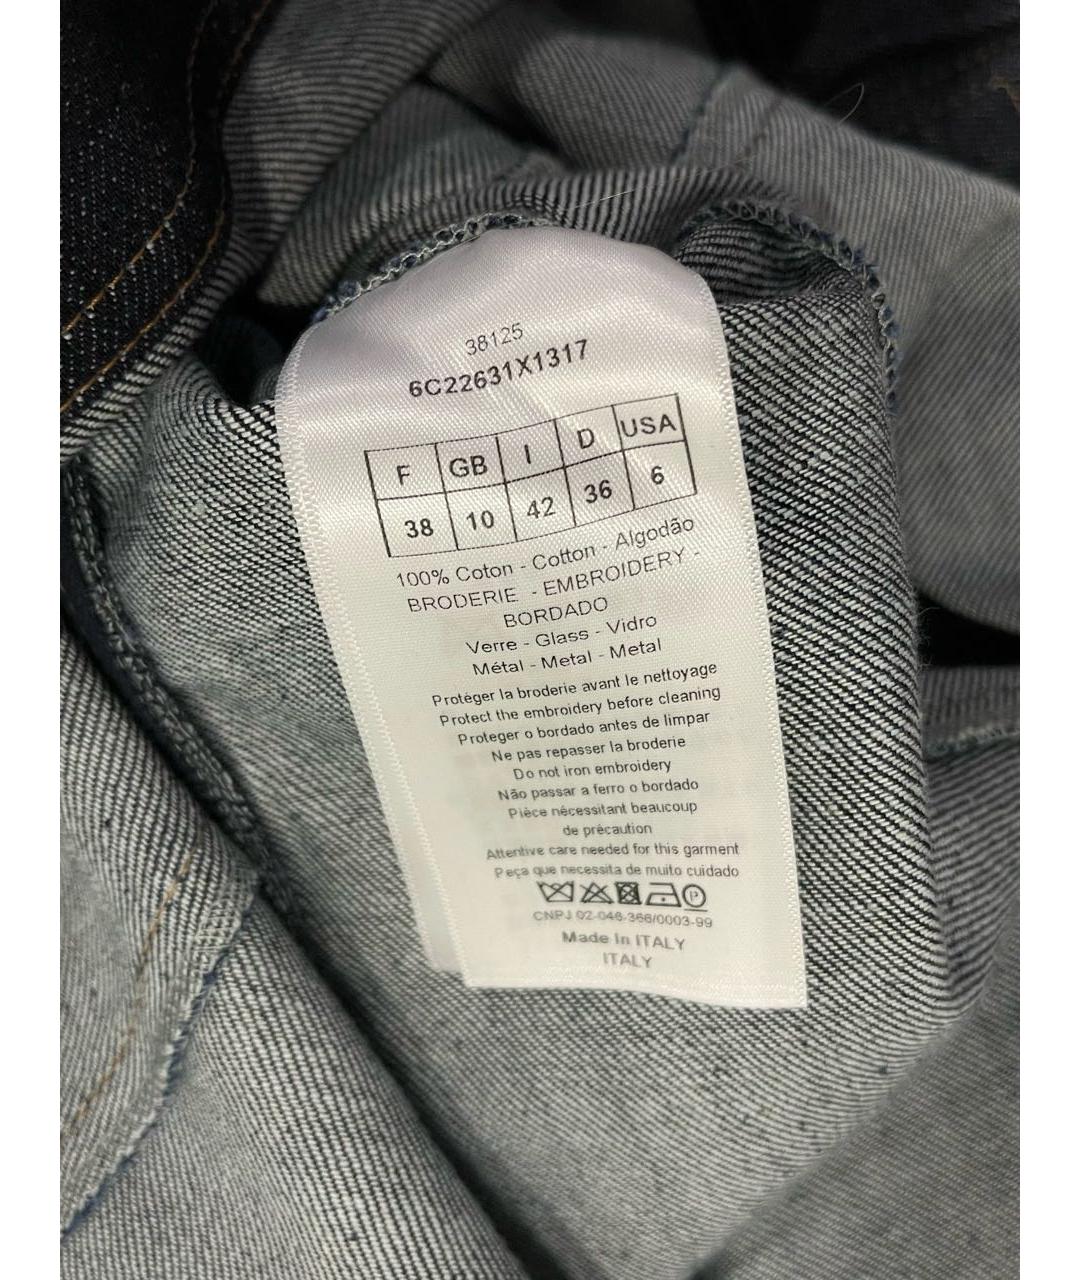 38125
6C22631X1317
F GB I D USA
38 10 42 36 6
100% Coton - Cotton - Algodão
BRODERIE - EMBROIDERY -
BORDADO
Verre - Glass - Vidro
Métal - Metal - Metal
Protéger la broderie avant le nettoyage
Protect the embroidery before cleaning
Proteger o bordado antes de limpar
Ne pas repasser la broderie
Do not iron embroidery
Não passar a ferro o bordado
Pièce nécessitant beaucoup
de précaution
Attentive care needed for this garment
Peça que necessita de muito cuidado
P
CNPJ 02-046-366/0003-99
Made In ITALY
ITALY